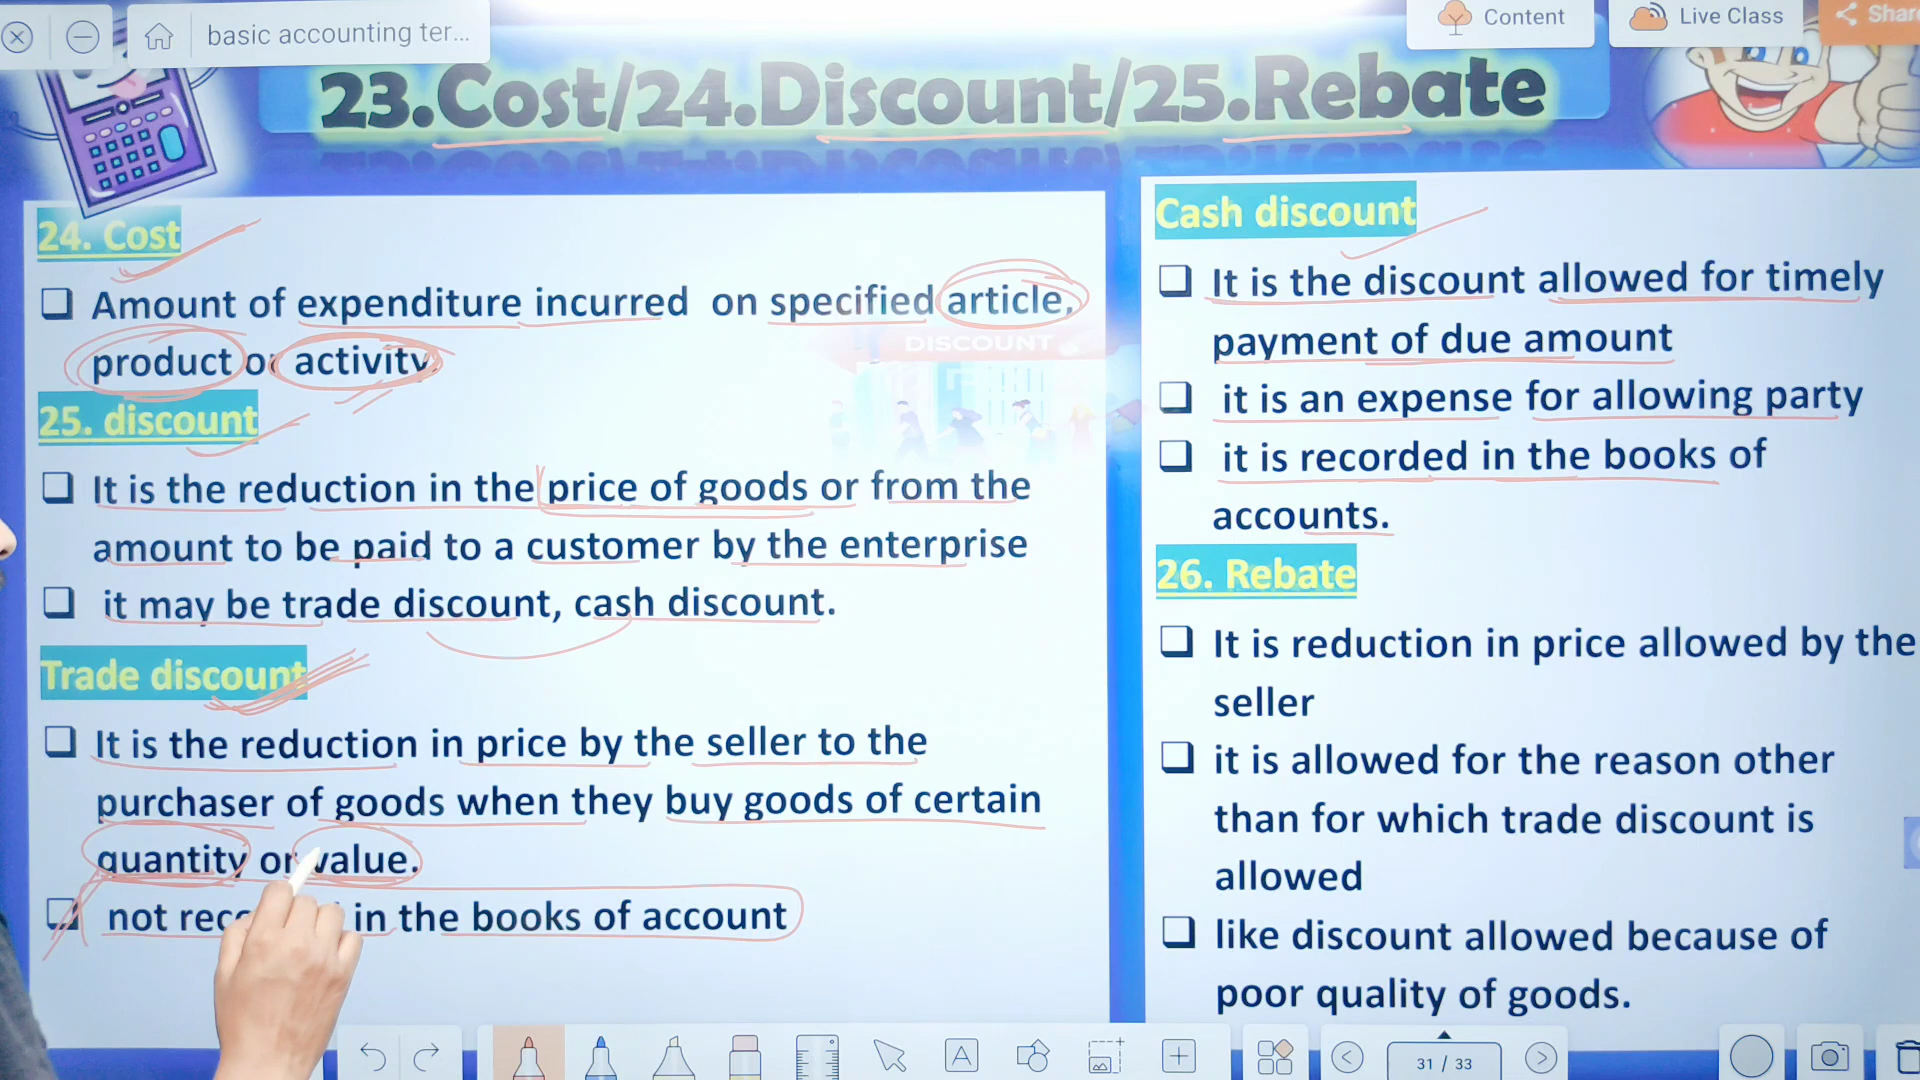 basic accounting ter...
Content
Live Class
Share
23.Cost/24.Discount/25.Rebate
24. Cost
Amount of expenditure incurred on specified article,
product or activity
25. discount
It is the reduction in the price of goods or from the
amount to be paid to a customer by the enterprise
it may be trade discount, cash discount.
Trade discount
It is the reduction in price by the seller to the
purchaser of goods when they buy goods of certain
quantity or value.
not in the books of account
DISCOUNT
Cash discount
It is the discount allowed for timely
payment of due amount
it is an expense for allowing party
it is recorded in the books of
accounts.
26. Rebate
It is reduction in price allowed by the
seller
it is allowed for the reason other
than for which trade discount is
allowed
like discount allowed because of
poor quality of goods.
A
31 / 33